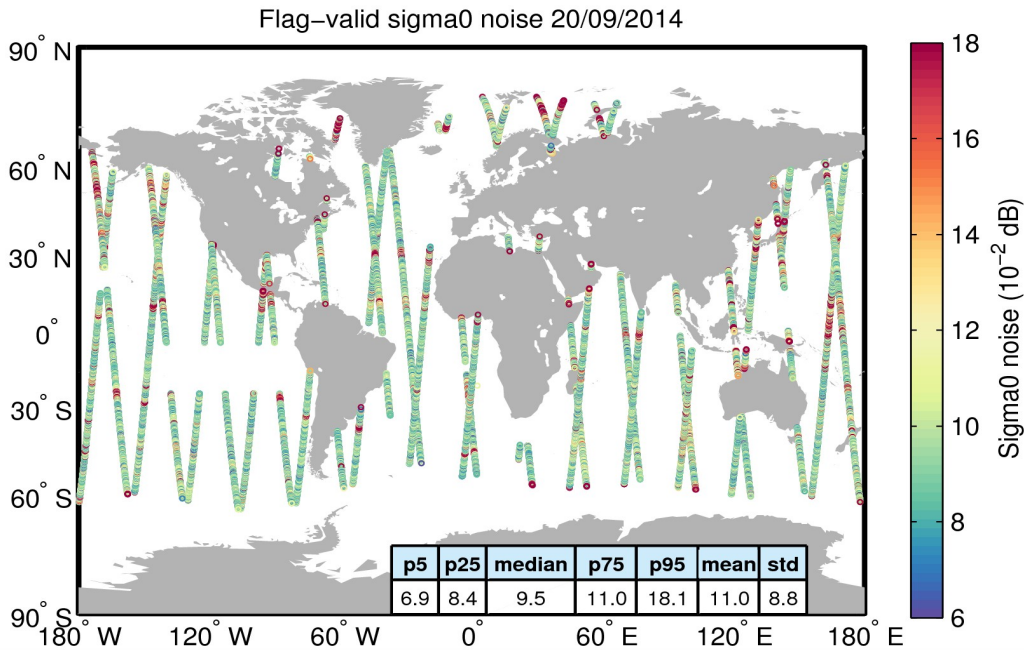 Flag−valid sigma0 noise 20/09/2014
90° N
60° N
30° N
0°
30° S
60° S
90° S
180° W 120° W 60° W 0° 60° E 120° E 180° E
p5 p25 median p75 p95 mean std
6.9 8.4 9.5 11.0 18.1 11.0 8.8
18
16
14
12
10
8
6
Sigma0 noise (10⁻² dB)